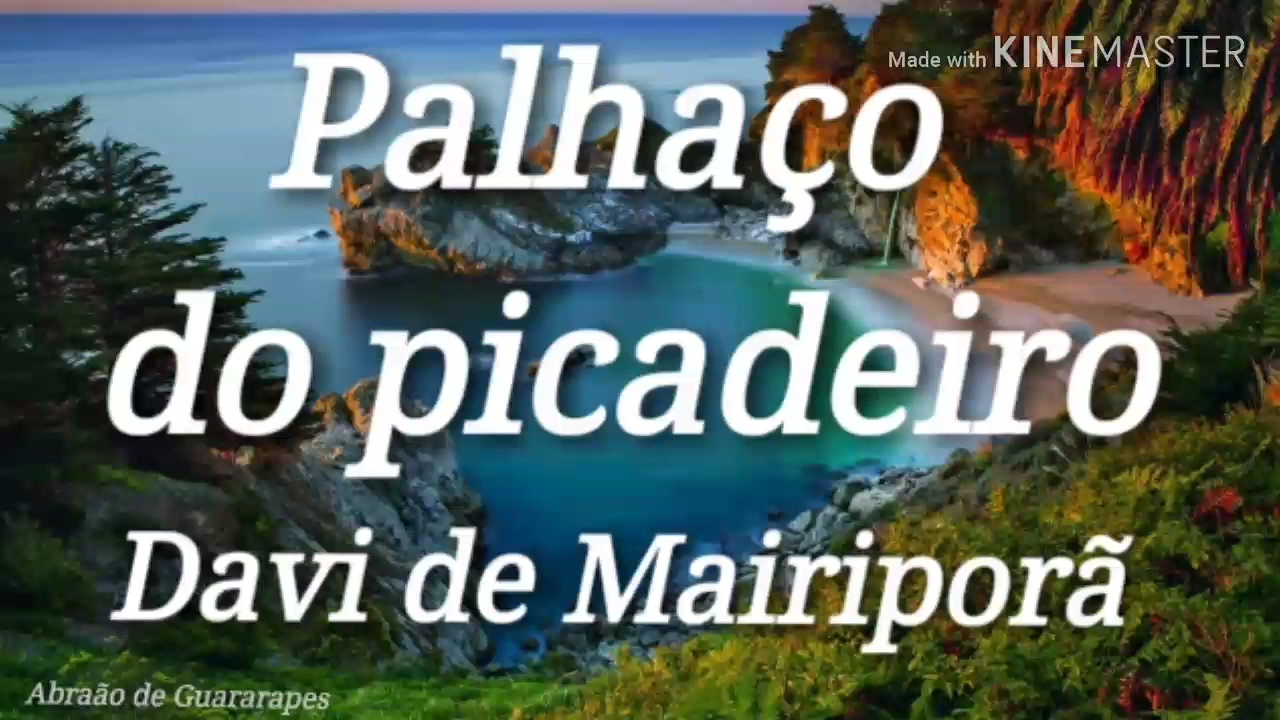 Made with KINEMASTER
Palhaço
do picadeiro
Davi de Mairiporã
Abraão de Guararapes